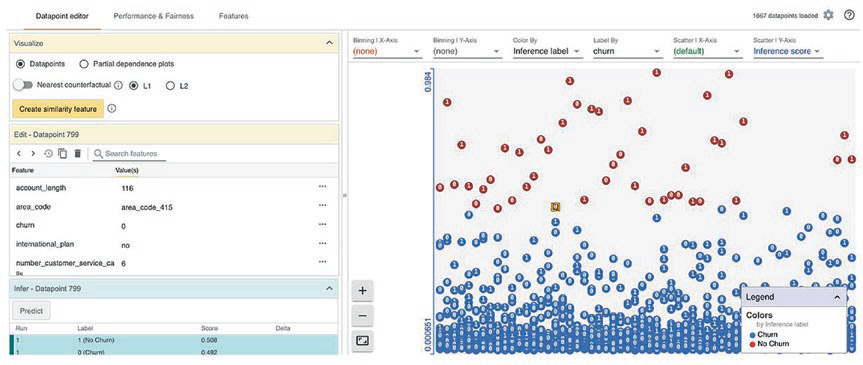 Datapoint editor Performance & Fairness Features 1667 datapoints loaded
Visualize
Datapoints Partial dependence plots
Nearest counterfactual L1 L2
Create similarity feature
Edit - Datapoint 799
Search features
Feature Value(s)
account_length 116
area_code area_code_415
churn 0
international_plan no
number_customer_service_ca 6
lls
Infer - Datapoint 799
Predict
Run Label Score Delta
1 1 (No Churn) 0.508
1 0 (Churn) 0.492
Binning | X-Axis Binning | Y-Axis Color By Label By Scatter | X-Axis Scatter | Y-Axis
(none) (none) Inference label churn (default) Inference score
0.984
0.000651
Legend
Colors
by Inference label
Churn
No Churn